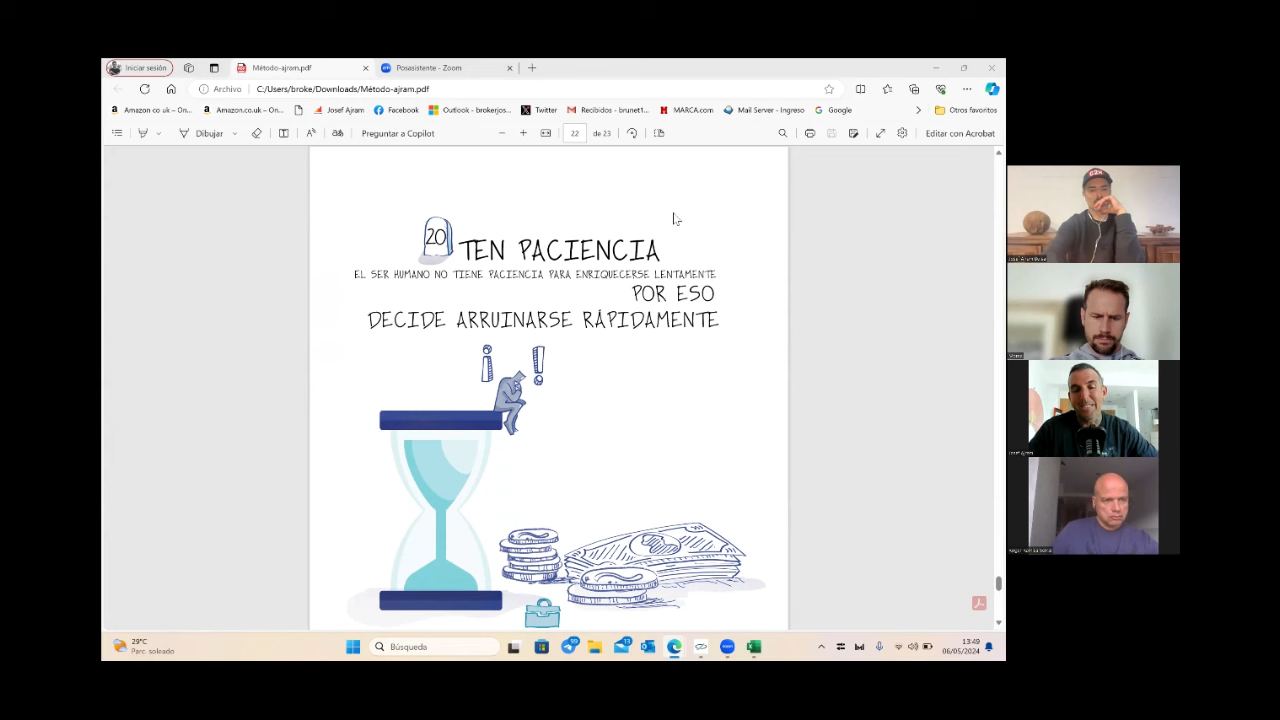 Iniciar sesión
Método-ajram.pdf
Posasistente - Zoom
Archivo
C:/Users/broke/Downloads/Método-ajram.pdf
Amazon co uk – On...
Amazon.co.uk – On...
Josef Ajram
Facebook
Outlook - brokerjos...
Twitter
Recibidos - brunet1...
MARCA.com
Mail Server - Ingreso
Google
Otros favoritos
Dibujar
Preguntar a Copilot
22
de 23
Editar con Acrobat
20
TEN PACIENCIA
EL SER HUMANO NO TIENE PACIENCIA PARA ENRIQUECERSE LENTAMENTE
POR ESO
DECIDE ARRUINARSE RÁPIDAMENTE
¡ !
C2H
29°C
Parc. soleado
Búsqueda
99
13
13:49
06/05/2024